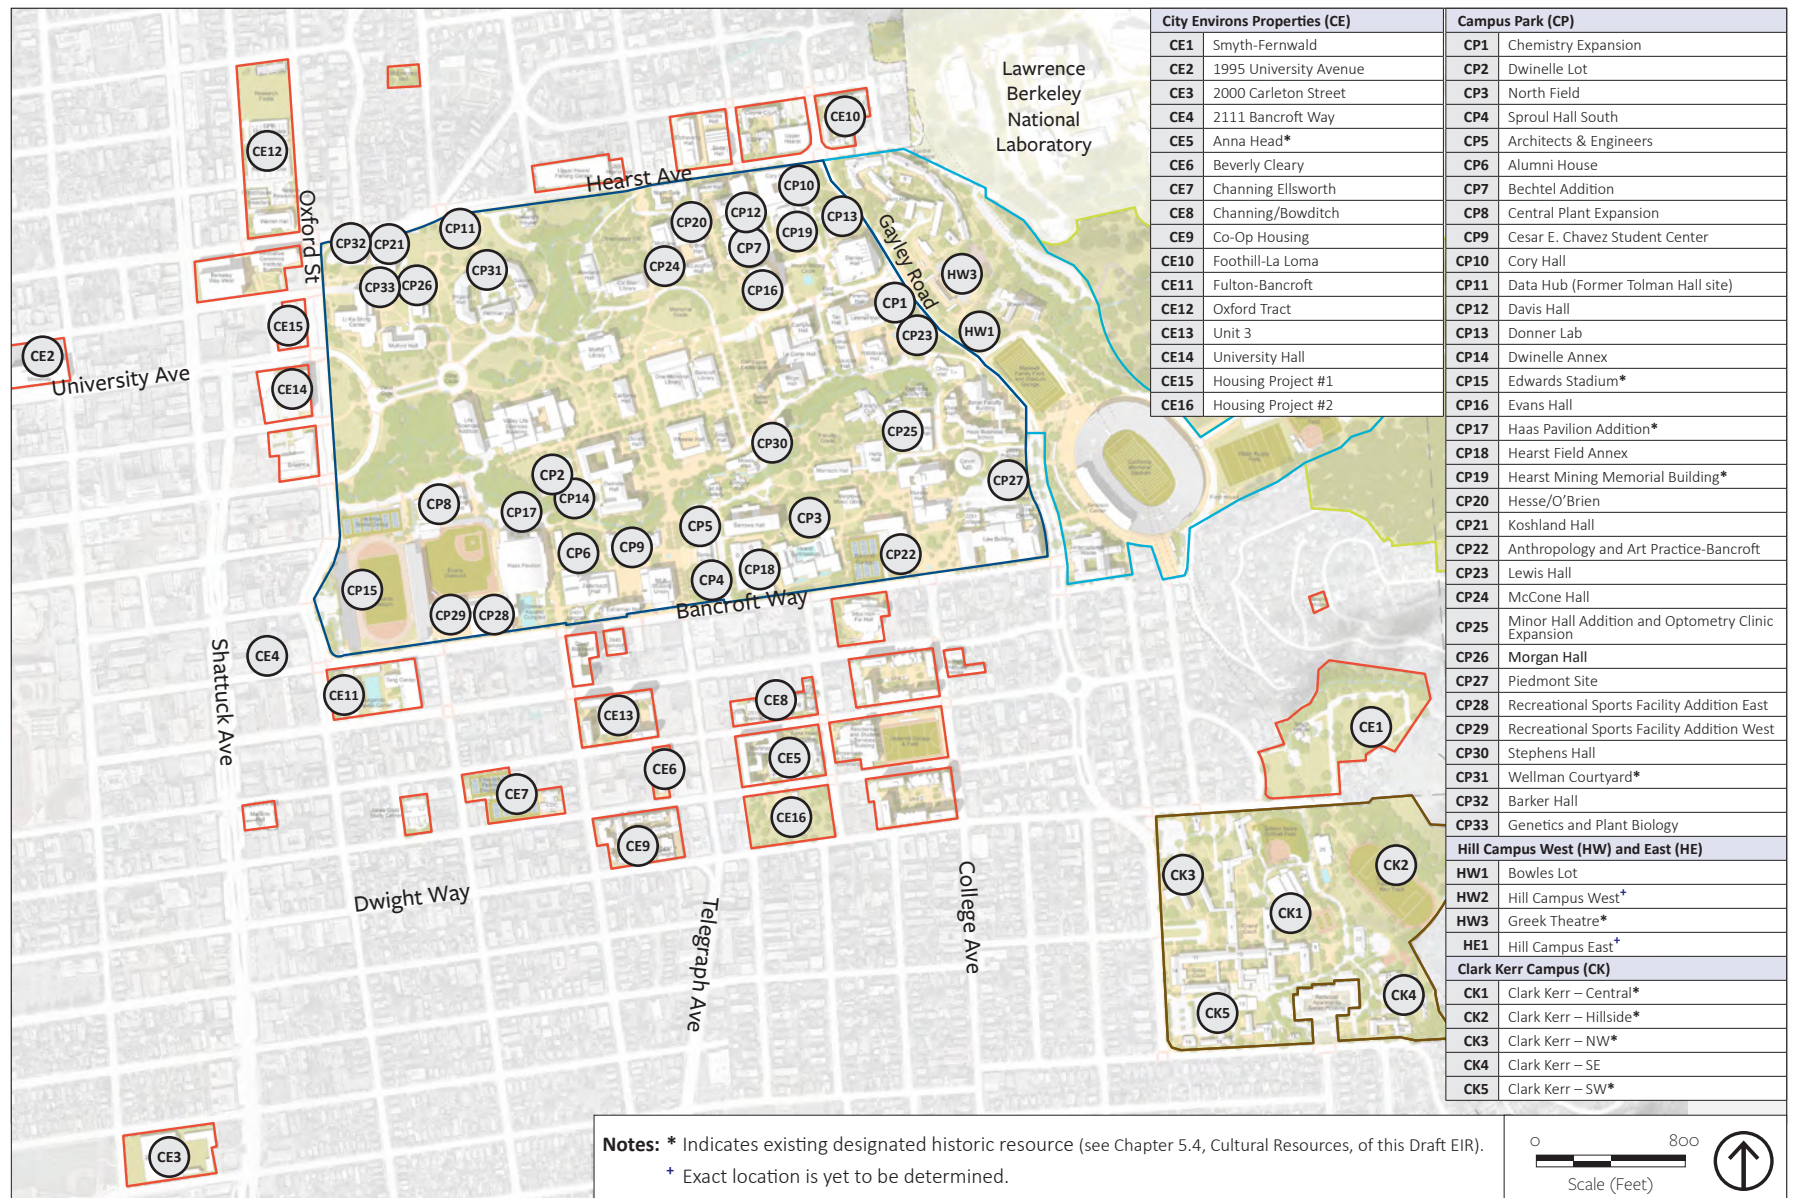 City Environs Properties (CE)
CE1 Smyth-Fernwald
CE2 1995 University Avenue
CE3 2000 Carleton Street
CE4 2111 Bancroft Way
CE5 Anna Head*
CE6 Beverly Cleary
CE7 Channing Ellsworth
CE8 Channing/Bowditch
CE9 Co-Op Housing
CE10 Foothill-La Loma
CE11 Fulton-Bancroft
CE12 Oxford Tract
CE13 Unit 3
CE14 University Hall
CE15 Housing Project #1
CE16 Housing Project #2
Campus Park (CP)
CP1 Chemistry Expansion
CP2 Dwinelle Lot
CP3 North Field
CP4 Sproul Hall South
CP5 Architects & Engineers
CP6 Alumni House
CP7 Bechtel Addition
CP8 Central Plant Expansion
CP9 Cesar E. Chavez Student Center
CP10 Cory Hall
CP11 Data Hub (Former Tolman Hall site)
CP12 Davis Hall
CP13 Donner Lab
CP14 Dwinelle Annex
CP15 Edwards Stadium*
CP16 Evans Hall
CP17 Haas Pavilion Addition*
CP18 Hearst Field Annex
CP19 Hearst Mining Memorial Building*
CP20 Hesse/O'Brien
CP21 Koshland Hall
CP22 Anthropology and Art Practice-Bancroft
CP23 Lewis Hall
CP24 McCone Hall
CP25 Minor Hall Addition and Optometry Clinic
Expansion
CP26 Morgan Hall
CP27 Piedmont Site
CP28 Recreational Sports Facility Addition East
CP29 Recreational Sports Facility Addition West
CP30 Stephens Hall
CP31 Wellman Courtyard*
CP32 Barker Hall
CP33 Genetics and Plant Biology
Hill Campus West (HW) and East (HE)
HW1 Bowles Lot
HW2 Hill Campus West+
HW3 Greek Theatre*
HE1 Hill Campus East+
Clark Kerr Campus (CK)
CK1 Clark Kerr – Central*
CK2 Clark Kerr – Hillside*
CK3 Clark Kerr – NW*
CK4 Clark Kerr – SE
CK5 Clark Kerr – SW*
Lawrence
Berkeley
National
Laboratory
Hearst Ave
Oxford St
Gayley Road
University Ave
Bancroft Way
Shattuck Ave
Dwight Way
Telegraph Ave
College Ave
CE10
CE12
CP10
CP12
CP13
CP20
CP11
CP19
CP32
CP21
CP7
CP24
CP31
HW3
CP33
CP26
CP16
CP1
CE15
HW1
CP23
CE2
CE14
CP25
CP30
CP2
CP27
CP14
CP8
CP17
CP3
CP5
CP9
CP6
CP22
CP18
CP4
CP15
CP29
CP28
CE4
CE11
CE8
CE13
CE1
CE5
CE6
CE7
CE16
CE9
CK2
CK3
CK1
CK4
CK5
CE3
Notes: * Indicates existing designated historic resource (see Chapter 5.4, Cultural Resources, of this Draft EIR).
+ Exact location is yet to be determined.
0 800
Scale (Feet)